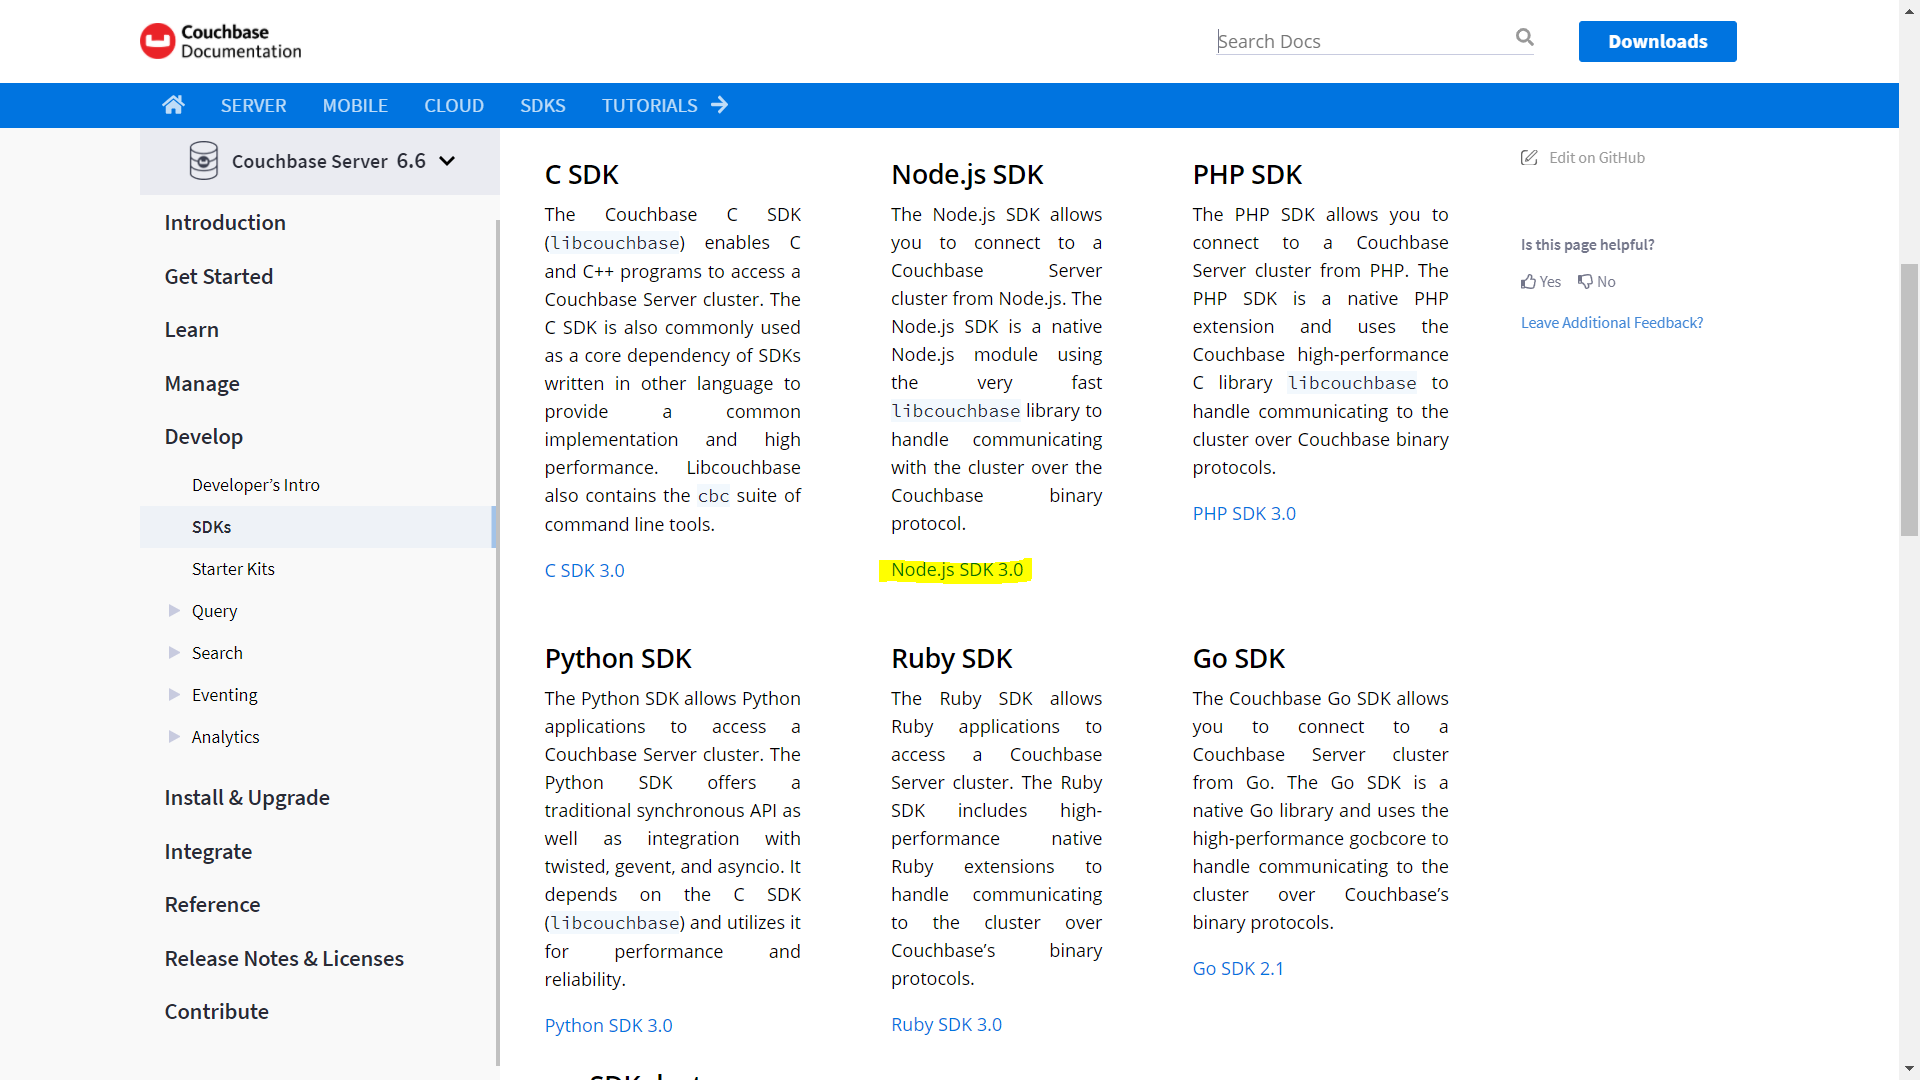 Couchbase
Documentation
Search Docs
Downloads
SERVER
MOBILE
CLOUD
SDKS
TUTORIALS
Couchbase Server 6.6
Introduction
Get Started
Learn
Manage
Develop
Developer’s Intro
SDKs
Starter Kits
Query
Search
Eventing
Analytics
Install & Upgrade
Integrate
Reference
Release Notes & Licenses
Contribute
C SDK
The Couchbase C SDK
(libcouchbase) enables C
and C++ programs to access a
Couchbase Server cluster. The
C SDK is also commonly used
as a core dependency of SDKs
written in other language to
provide a common
implementation and high
performance. Libcouchbase
also contains the cbc suite of
command line tools.
C SDK 3.0
Node.js SDK
The Node.js SDK allows
you to connect to a
Couchbase Server
cluster from Node.js. The
Node.js SDK is a native
Node.js module using
the very fast
libcouchbase library to
handle communicating
with the cluster over the
Couchbase binary
protocol.
Node.js SDK 3.0
PHP SDK
The PHP SDK allows you to
connect to a Couchbase
Server cluster from PHP. The
PHP SDK is a native PHP
extension and uses the
Couchbase high-performance
C library libcouchbase to
handle communicating to the
cluster over Couchbase binary
protocols.
PHP SDK 3.0
Python SDK
The Python SDK allows Python
applications to access a
Couchbase Server cluster. The
Python SDK offers a
traditional synchronous API as
well as integration with
twisted, gevent, and asyncio. It
depends on the C SDK
(libcouchbase) and utilizes it
for performance and
reliability.
Python SDK 3.0
Ruby SDK
The Ruby SDK allows
Ruby applications to
access a Couchbase
Server cluster. The Ruby
SDK includes high-
performance native
Ruby extensions to
handle communicating
to the cluster over
Couchbase’s binary
protocols.
Ruby SDK 3.0
Go SDK
The Couchbase Go SDK allows
you to connect to a
Couchbase Server cluster
from Go. The Go SDK is a
native Go library and uses the
high-performance gocbcore to
handle communicating to the
cluster over Couchbase’s
binary protocols.
Go SDK 2.1
Edit on GitHub
Is this page helpful?
Yes
No
Leave Additional Feedback?